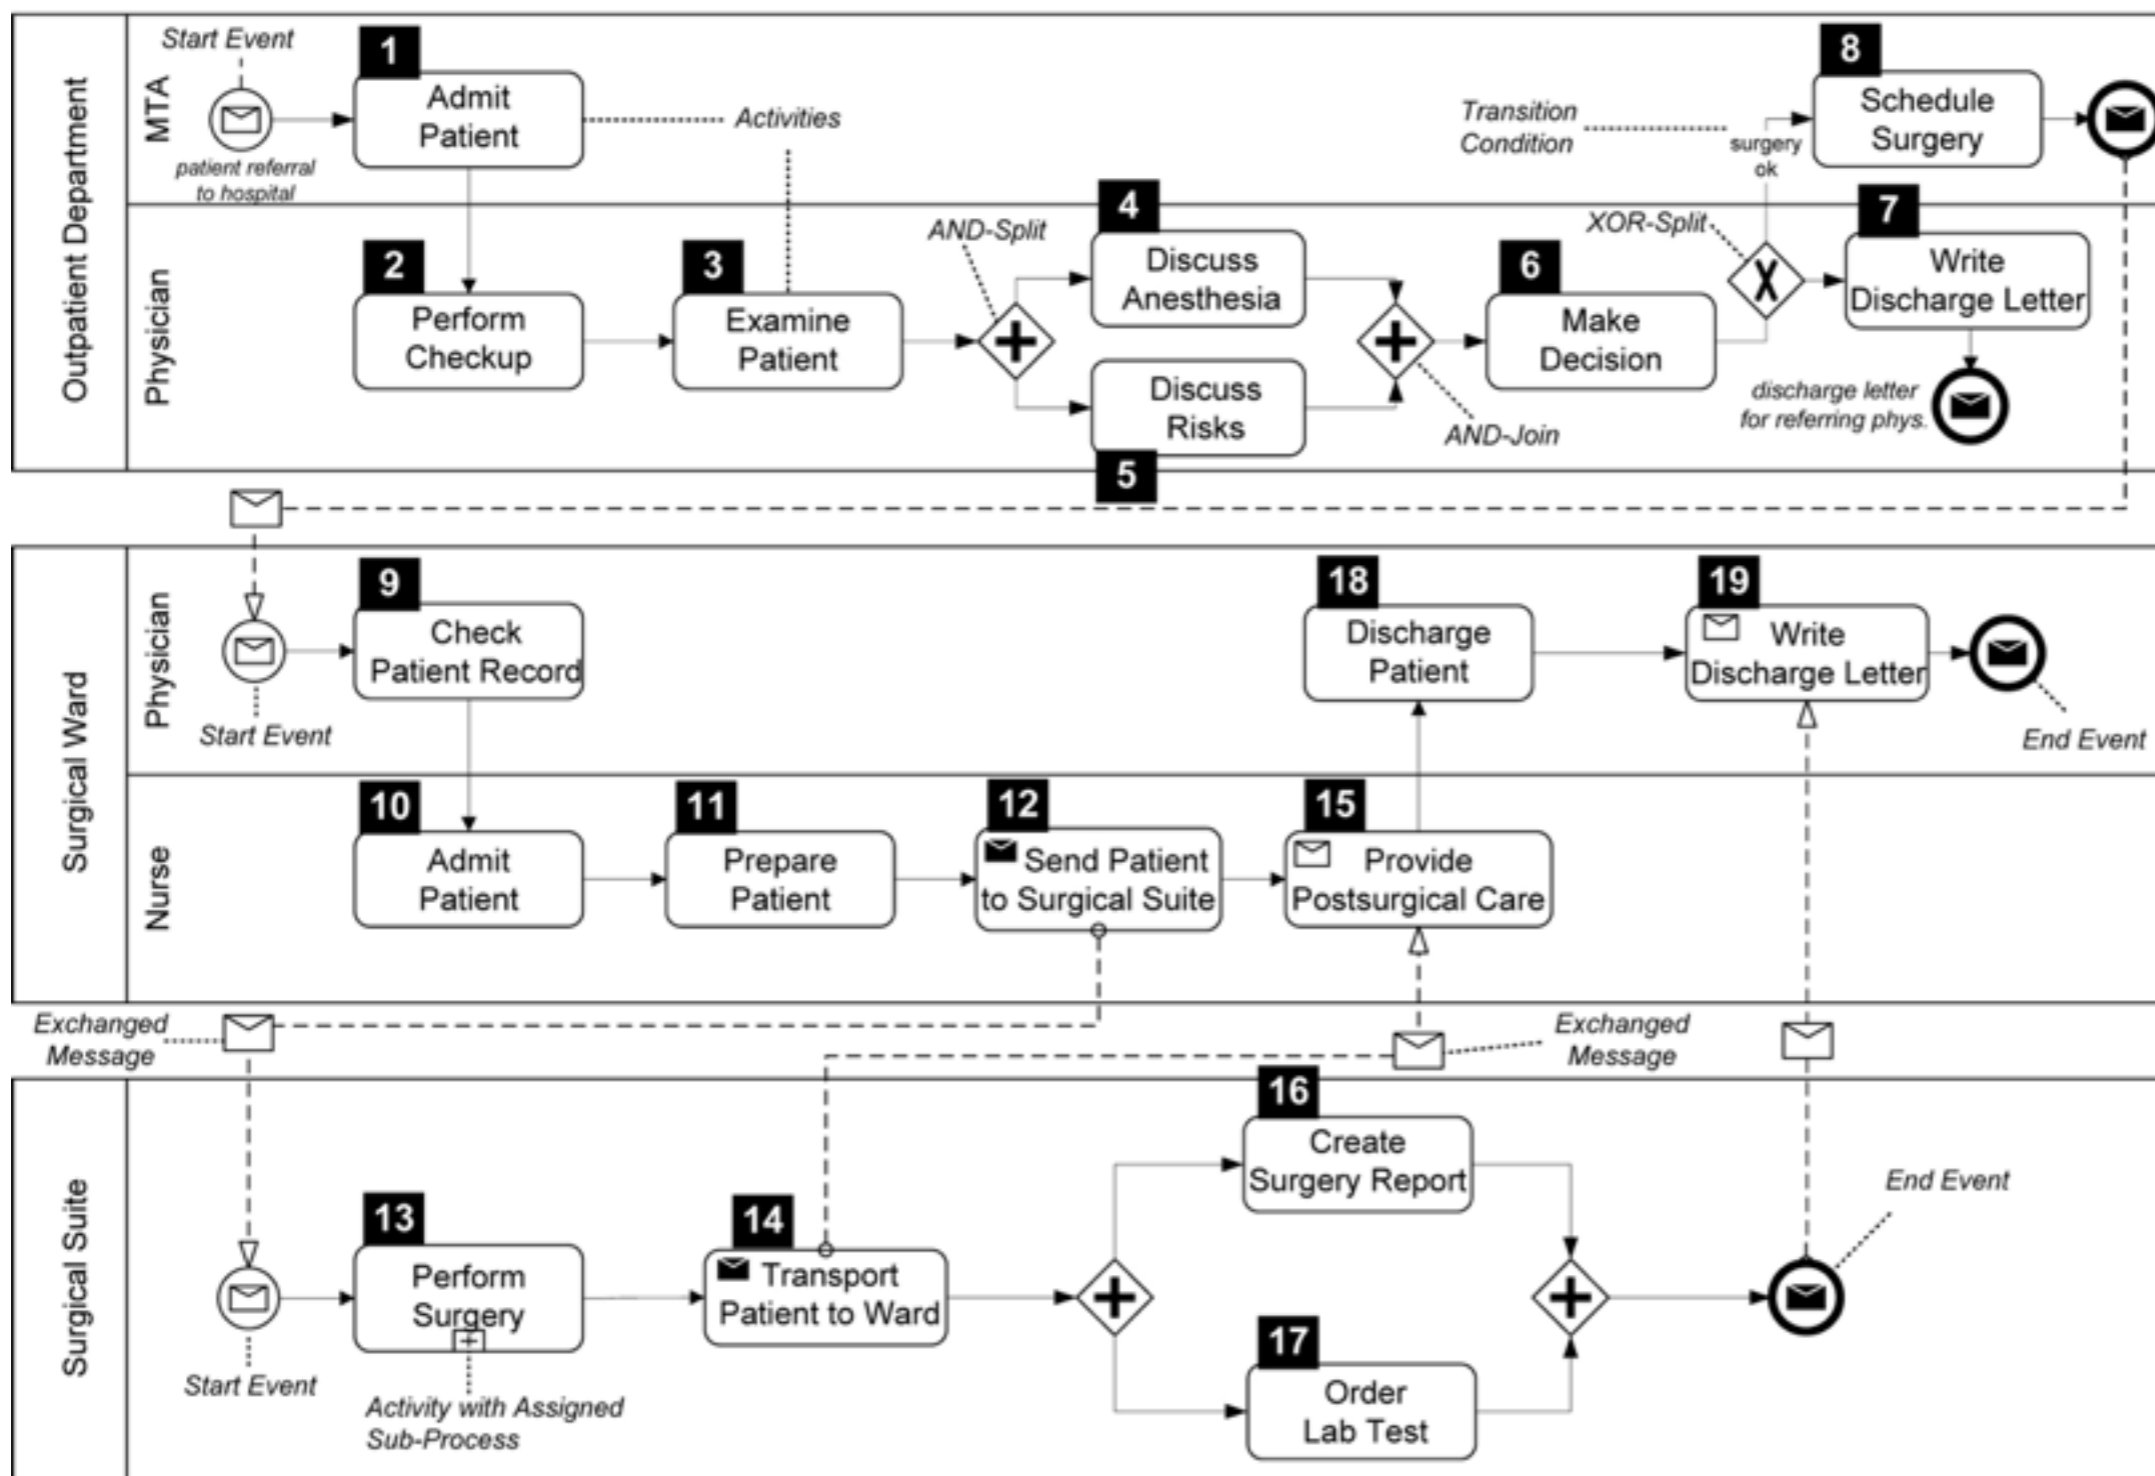 Outpatient Department
MTA
Physician
Start Event
patient referral
to hospital
1
Admit
Patient
Activities
2
Perform
Checkup
3
Examine
Patient
AND-Split
4
Discuss
Anesthesia
5
Discuss
Risks
AND-Join
6
Make
Decision
XOR-Split
Transition
Condition
surgery
ok
8
Schedule
Surgery
7
Write
Discharge Letter
discharge letter
for referring phys.
Surgical Ward
Physician
Nurse
Start Event
9
Check
Patient Record
18
Discharge
Patient
19
Write
Discharge Letter
End Event
10
Admit
Patient
11
Prepare
Patient
12
Send Patient
to Surgical Suite
15
Provide
Postsurgical Care
Exchanged
Message
Exchanged
Message
Surgical Suite
Start Event
13
Perform
Surgery
Activity with Assigned
Sub-Process
14
Transport
Patient to Ward
16
Create
Surgery Report
17
Order
Lab Test
End Event